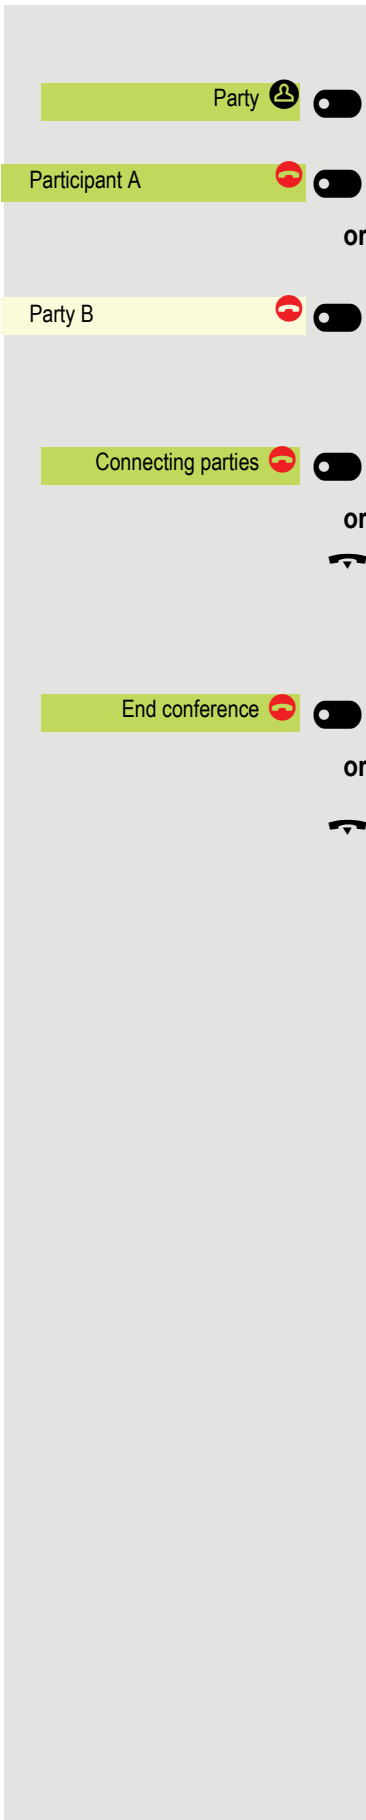 Party
Participant A
or
Party B
Connecting parties
or
End conference
or